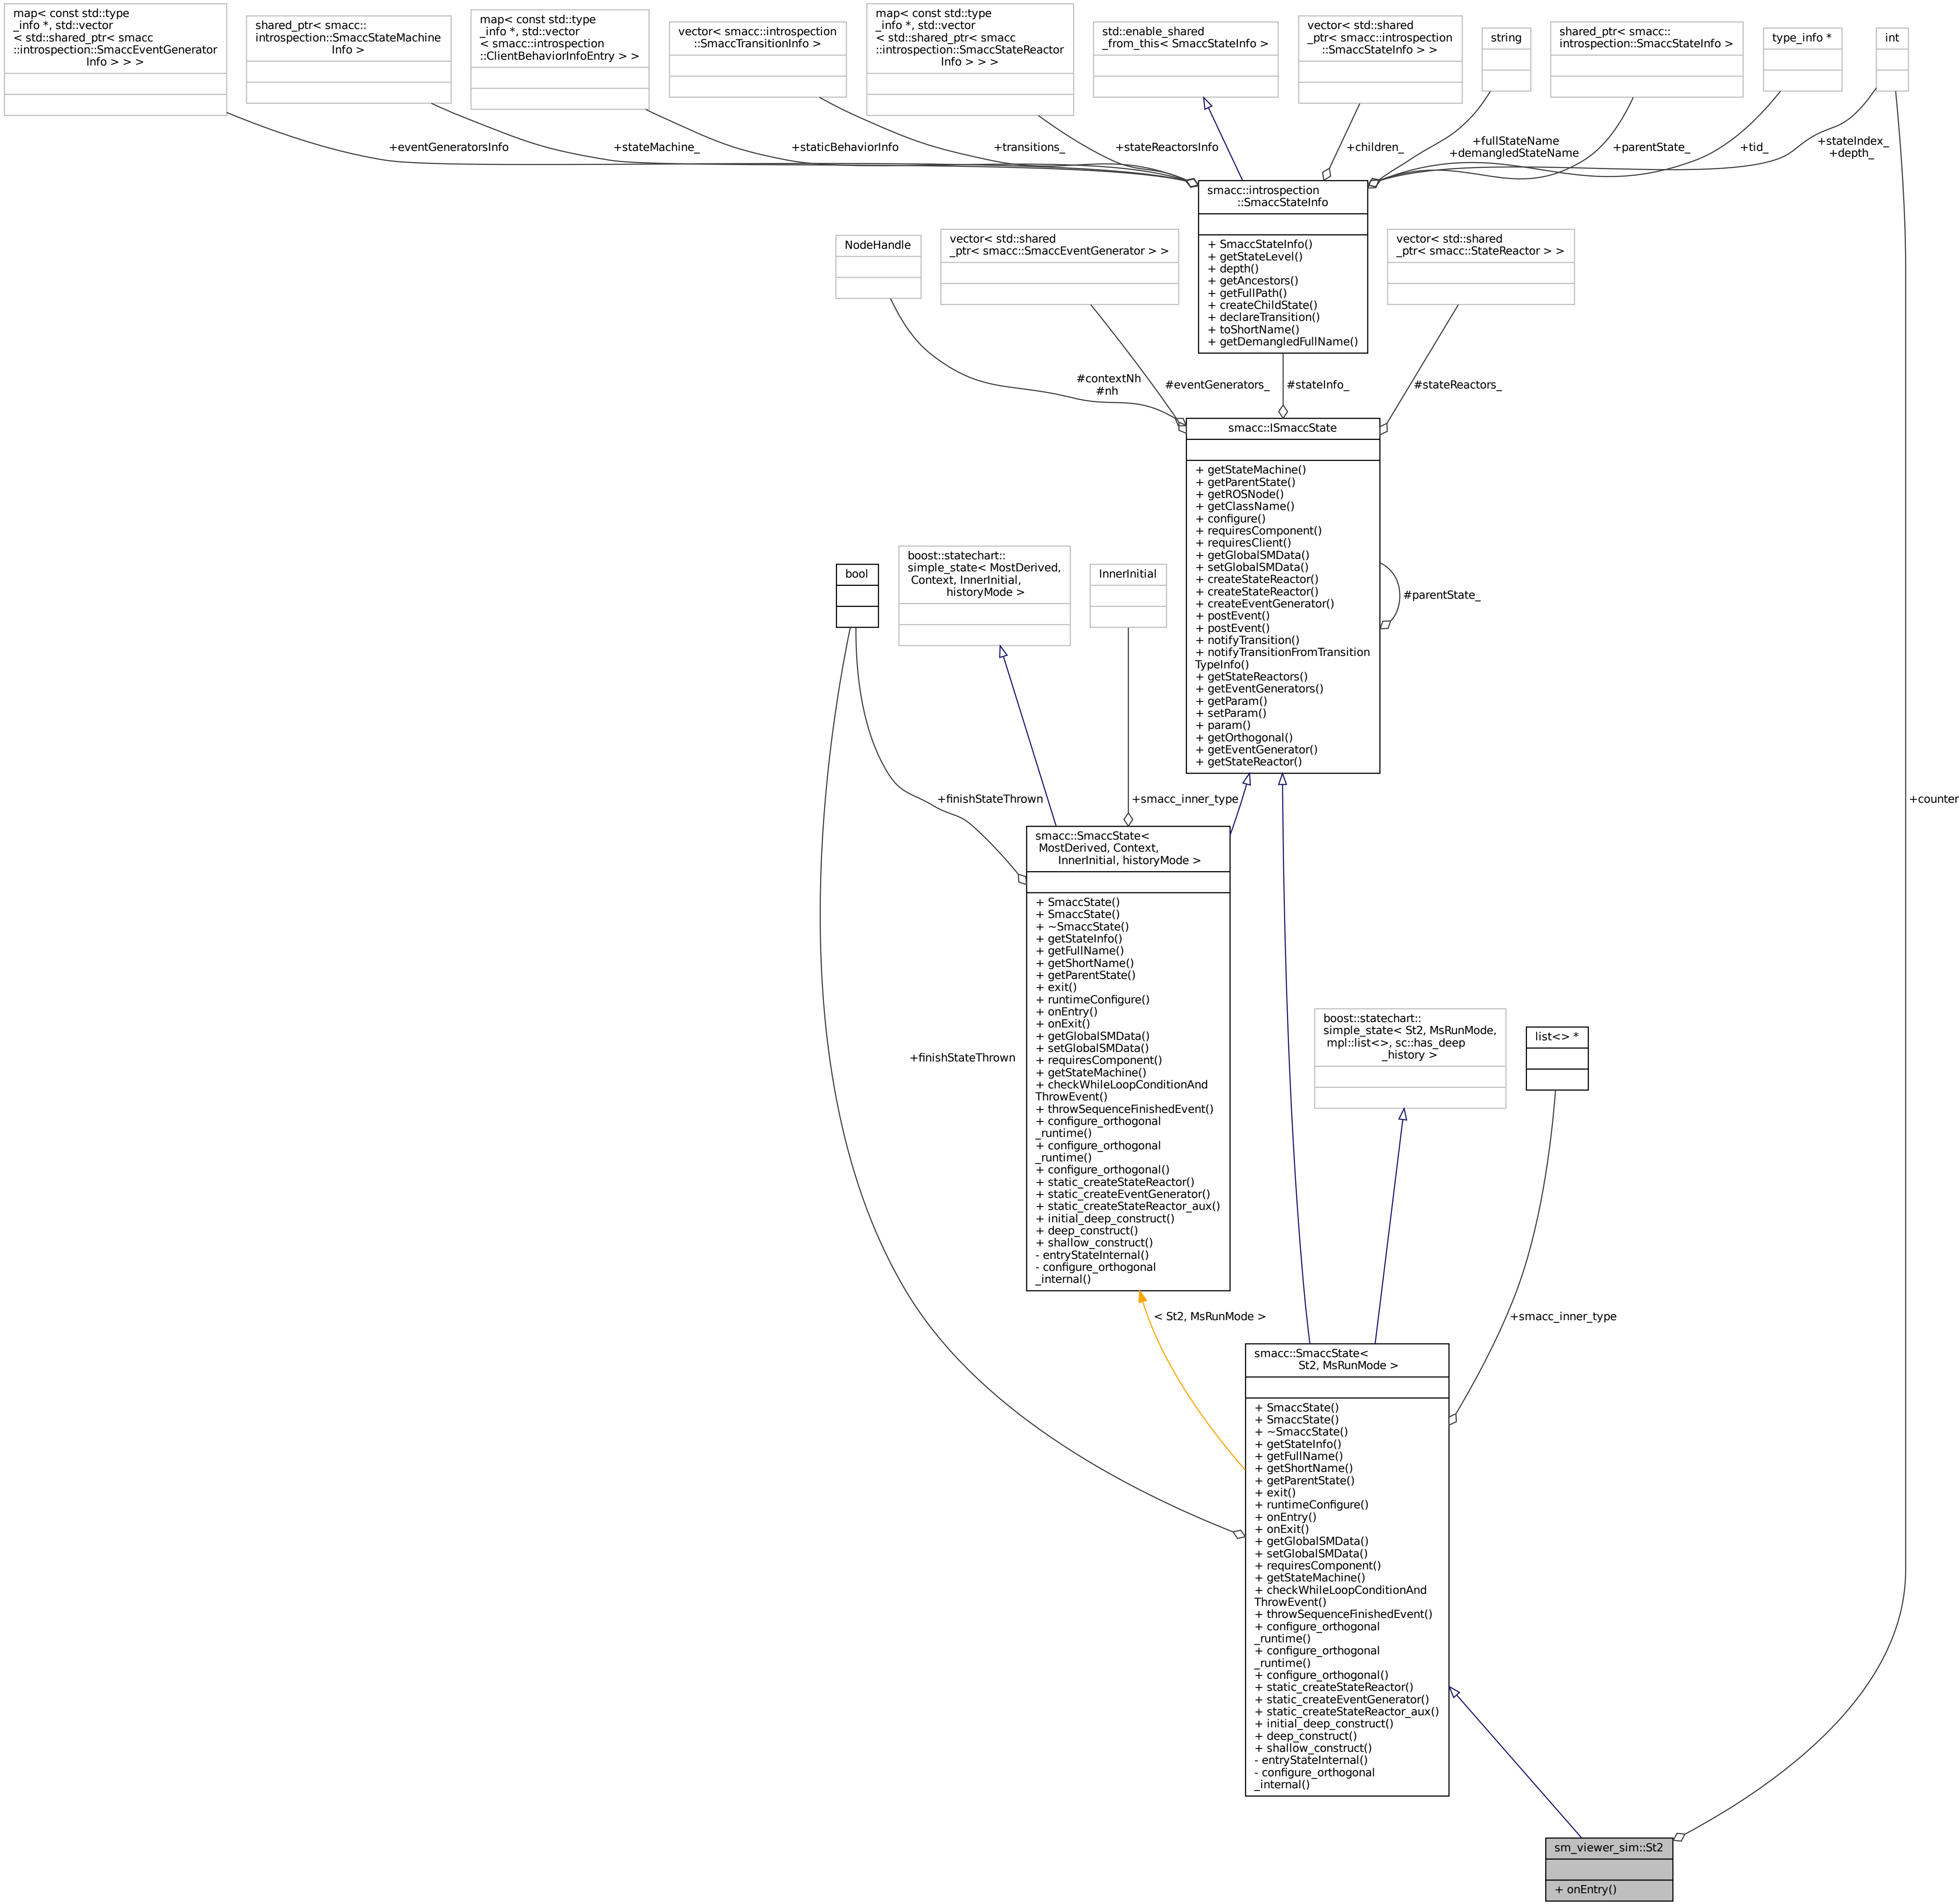 map< const std::type
_info *, std::vector
< std::shared_ptr< smacc
::introspection::SmaccEventGenerator
Info > > >
shared_ptr< smacc::
introspection::SmaccStateMachine
Info >
map< const std::type
_info *, std::vector
< smacc::introspection
::ClientBehaviorInfoEntry > >
vector< smacc::introspection
::SmaccTransitionInfo >
map< const std::type
_info *, std::vector
< std::shared_ptr< smacc
::introspection::SmaccStateReactor
Info > > >
std::enable_shared
_from_this< SmaccStateInfo >
vector< std::shared
_ptr< smacc::introspection
::SmaccStateInfo > >
string
shared_ptr< smacc::
introspection::SmaccStateInfo >
type_info *
int
+eventGeneratorsInfo
+stateMachine_
+staticBehaviorInfo
+transitions_
+stateReactorsInfo
+children_
+fullStateName
+demangledStateName
+parentState_
+tid_
+stateIndex_
+depth_
smacc::introspection
::SmaccStateInfo
+ SmaccStateInfo()
+ getStateLevel()
+ depth()
+ getAncestors()
+ getFullPath()
+ createChildState()
+ declareTransition()
+ toShortName()
+ getDemangledFullName()
NodeHandle
vector< std::shared
_ptr< smacc::SmaccEventGenerator > >
vector< std::shared
_ptr< smacc::StateReactor > >
#contextNh
#nh
#eventGenerators_
#stateInfo_
#stateReactors_
smacc::ISmaccState
+ getStateMachine()
+ getParentState()
+ getROSNode()
+ getClassName()
+ configure()
+ requiresComponent()
+ requiresClient()
+ getGlobalSMData()
+ setGlobalSMData()
+ createStateReactor()
+ createStateReactor()
+ createEventGenerator()
+ postEvent()
+ postEvent()
+ notifyTransition()
+ notifyTransitionFromTransition
TypeInfo()
+ getStateReactors()
+ getEventGenerators()
+ getParam()
+ setParam()
+ param()
+ getOrthogonal()
+ getEventGenerator()
+ getStateReactor()
#parentState_
bool
boost::statechart::
simple_state< MostDerived,
Context, InnerInitial,
historyMode >
InnerInitial
+finishStateThrown
+smacc_inner_type
+counter
smacc::SmaccState<
MostDerived, Context,
InnerInitial, historyMode >
+ SmaccState()
+ SmaccState()
+ ~SmaccState()
+ getStateInfo()
+ getFullName()
+ getShortName()
+ getParentState()
+ exit()
+ runtimeConfigure()
+ onEntry()
+ onExit()
+ getGlobalSMData()
+ setGlobalSMData()
+ requiresComponent()
+ getStateMachine()
+ checkWhileLoopConditionAnd
ThrowEvent()
+ throwSequenceFinishedEvent()
+ configure_orthogonal
_runtime()
+ configure_orthogonal
_runtime()
+ configure_orthogonal()
+ static_createStateReactor()
+ static_createEventGenerator()
+ static_createStateReactor_aux()
+ initial_deep_construct()
+ deep_construct()
+ shallow_construct()
- entryStateInternal()
- configure_orthogonal
_internal()
+finishStateThrown
boost::statechart::
simple_state< St2, MsRunMode,
mpl::list<>, sc::has_deep
_history >
list<> *
< St2, MsRunMode >
+smacc_inner_type
smacc::SmaccState<
St2, MsRunMode >
+ SmaccState()
+ SmaccState()
+ ~SmaccState()
+ getStateInfo()
+ getFullName()
+ getShortName()
+ getParentState()
+ exit()
+ runtimeConfigure()
+ onEntry()
+ onExit()
+ getGlobalSMData()
+ setGlobalSMData()
+ requiresComponent()
+ getStateMachine()
+ checkWhileLoopConditionAnd
ThrowEvent()
+ throwSequenceFinishedEvent()
+ configure_orthogonal
_runtime()
+ configure_orthogonal
_runtime()
+ configure_orthogonal()
+ static_createStateReactor()
+ static_createEventGenerator()
+ static_createStateReactor_aux()
+ initial_deep_construct()
+ deep_construct()
+ shallow_construct()
- entryStateInternal()
- configure_orthogonal
_internal()
sm_viewer_sim::St2
+ onEntry()